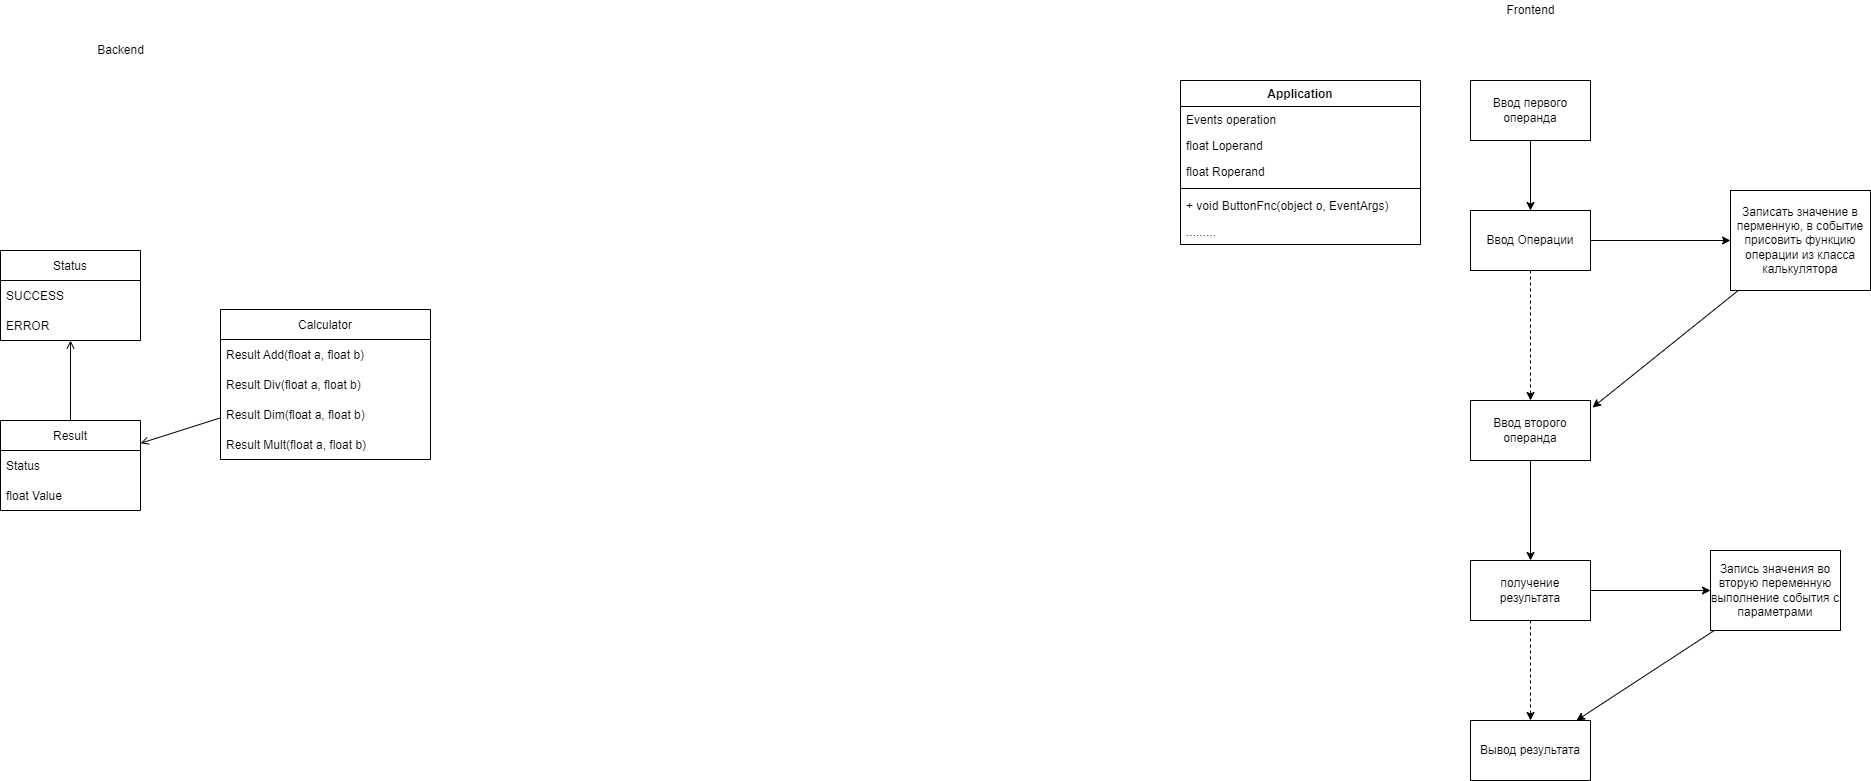 Backend
Status
SUCCESS
ERROR
Result
Status
float Value
Calculator
Result Add(float a, float b)
Result Div(float a, float b)
Result Dim(float a, float b)
Result Mult(float a, float b)
Frontend
Application
Events operation
float Loperand
float Roperand
+ void ButtonFnc(object o, EventArgs)
.........
Ввод первого
операнда
Ввод Операции
Записать значение в
перменную, в событие
присовить функцию
операции из класса
калькулятора
Ввод второго
операнда
получение
результата
Запись значения во
вторую переменную
выполнение события с
параметрами
Вывод результата